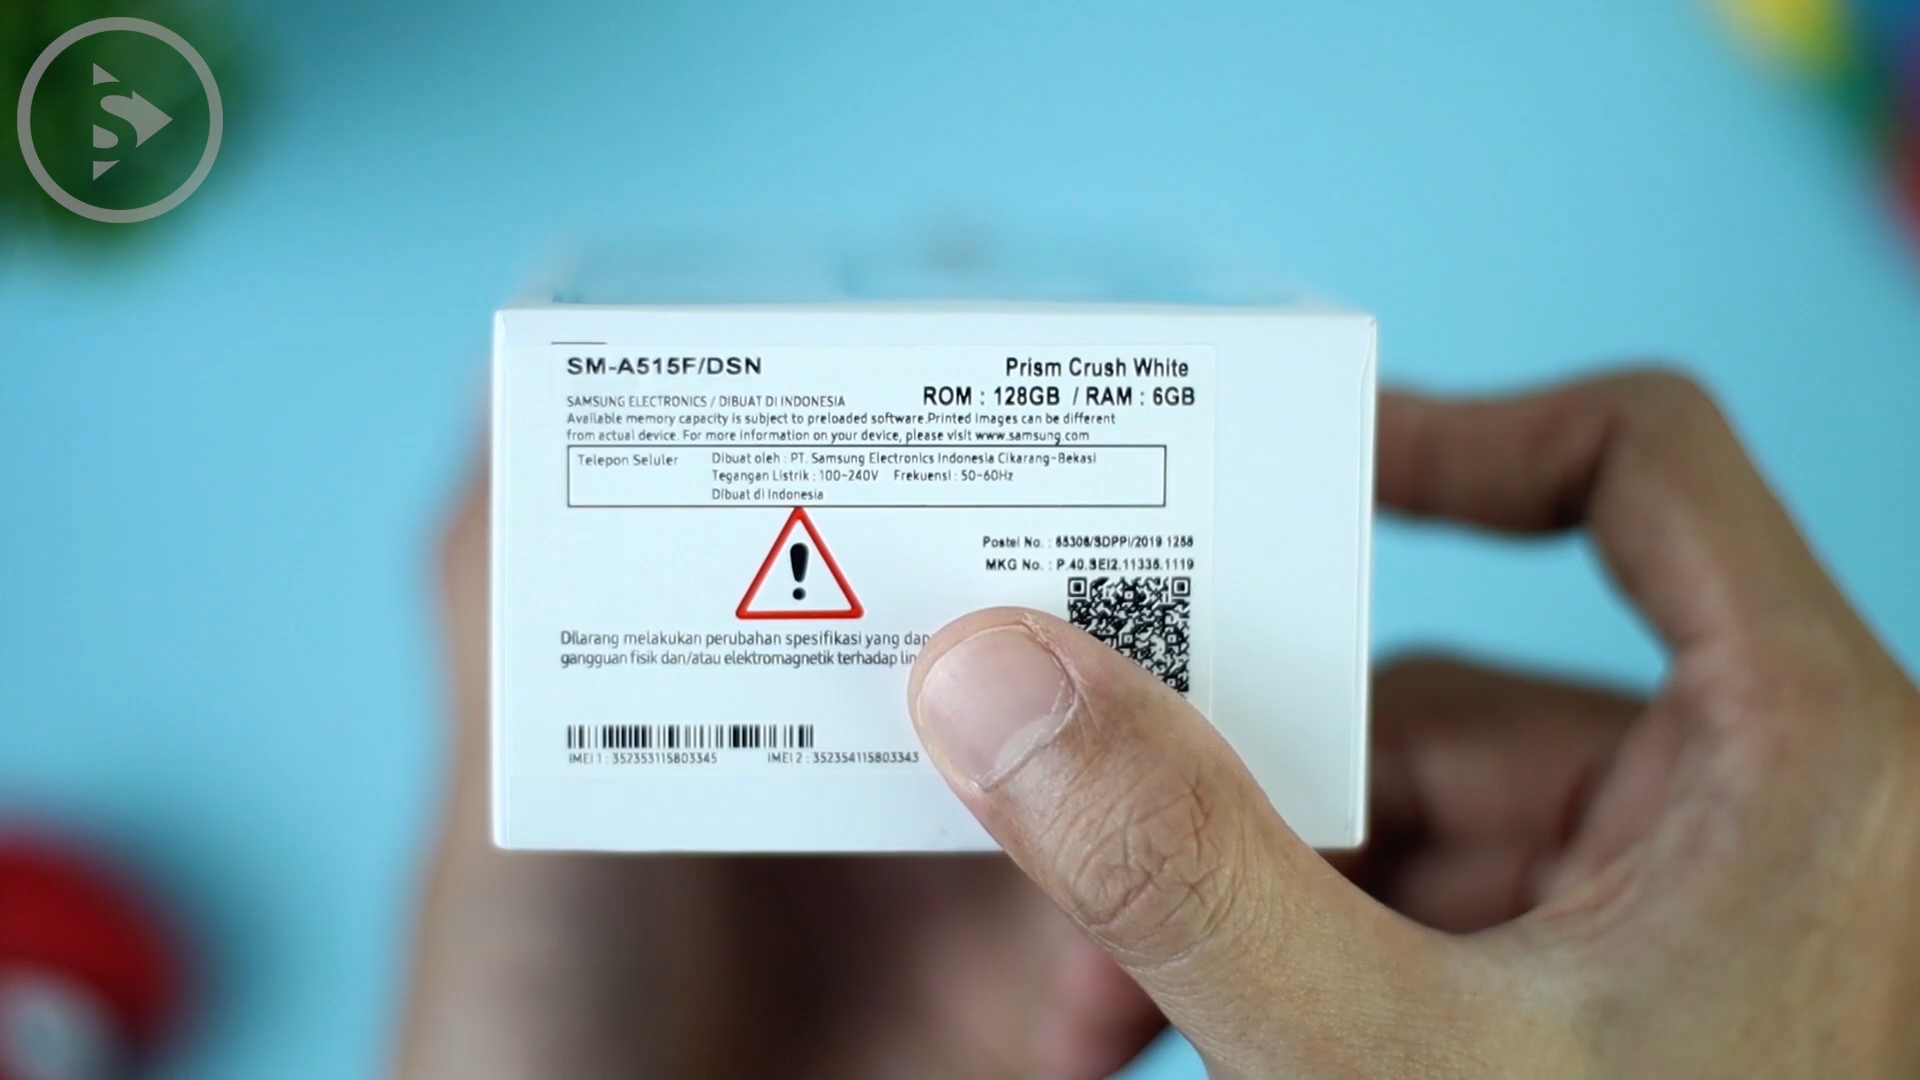 S
SM-A515F/DSN
Prism Crush White
ROM : 128GB / RAM : 6GB
SAMSUNG ELECTRONICS / DIBUAT DI INDONESIA
Available memory capacity is subject to preloaded software.Printed images can be different
from actual device. For more information on your device, please visit www.samsung.com
Telepon Seluler
Dibuat oleh : PT. Samsung Electronics Indonesia Cikarang-Bekasi
Tegangan Listrik : 100-240V Frekuensi : 50-60Hz
Dibuat di Indonesia
Postel No. : 65306/SDPPI/2019 1258
MKG No. : P.40.SEI2.11335.1119
Dilarang melakukan perubahan spesifikasi yang
gangguan fisik dan/atau elektromagnetik terhadap
IMEI 1 : 352353115803345 IMEI 2 : 352354115803343